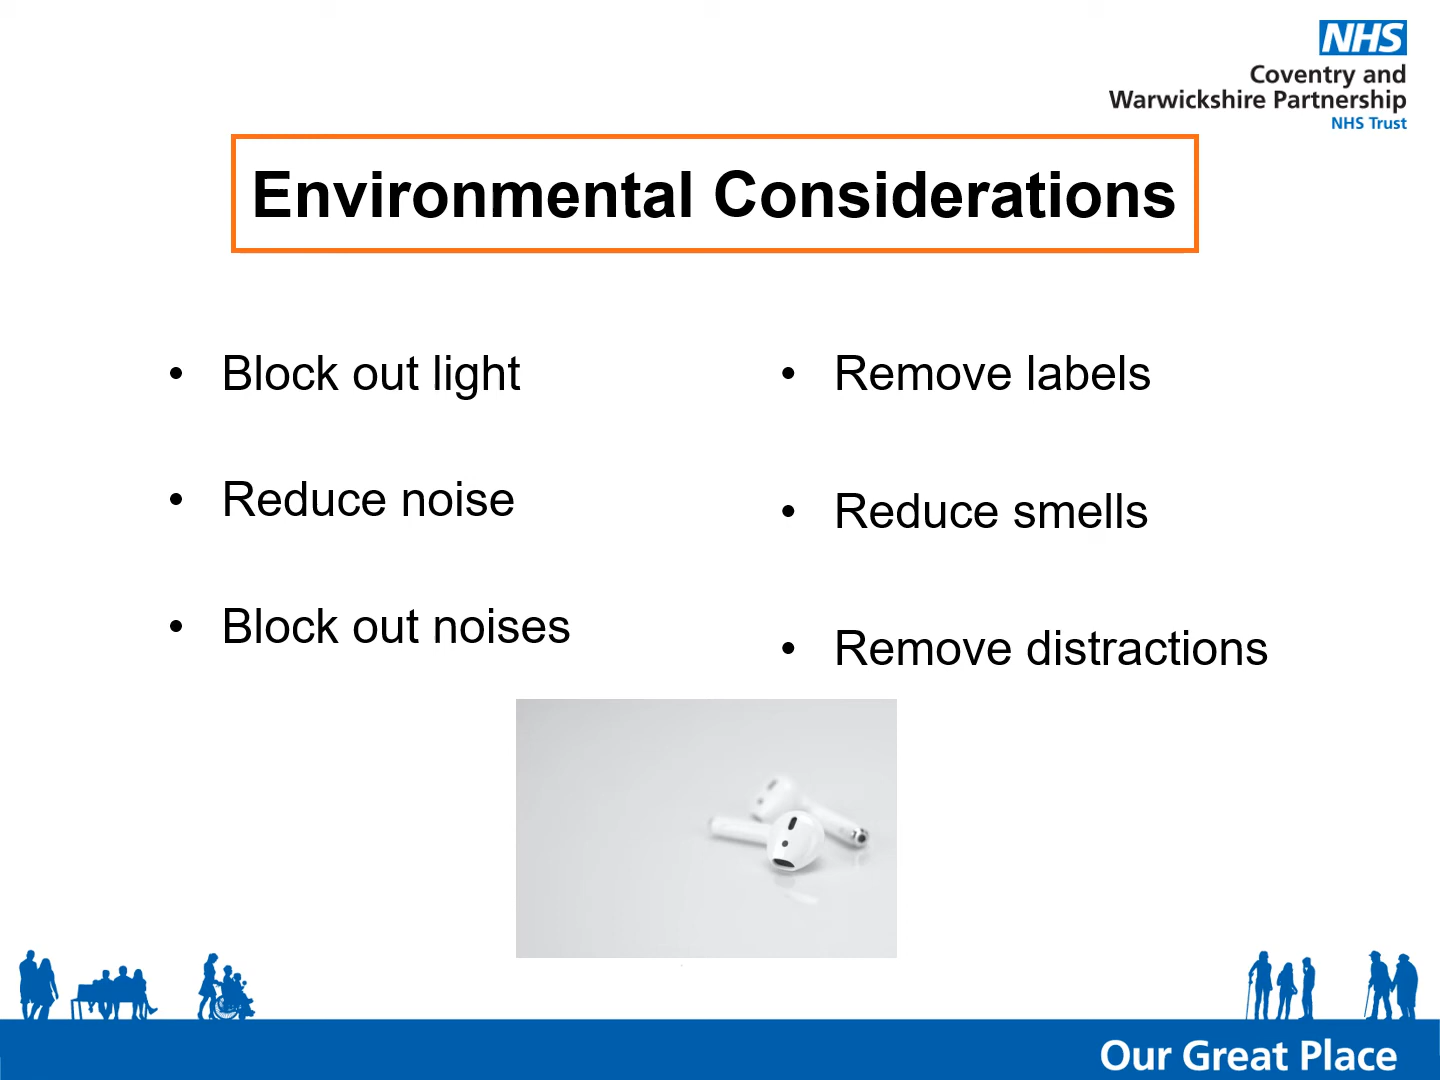 NHS
Coventry and
Warwickshire Partnership
NHS Trust
Environmental Considerations
• Block out light
• Reduce noise
• Block out noises
• Remove labels
• Reduce smells
• Remove distractions
Our Great Place